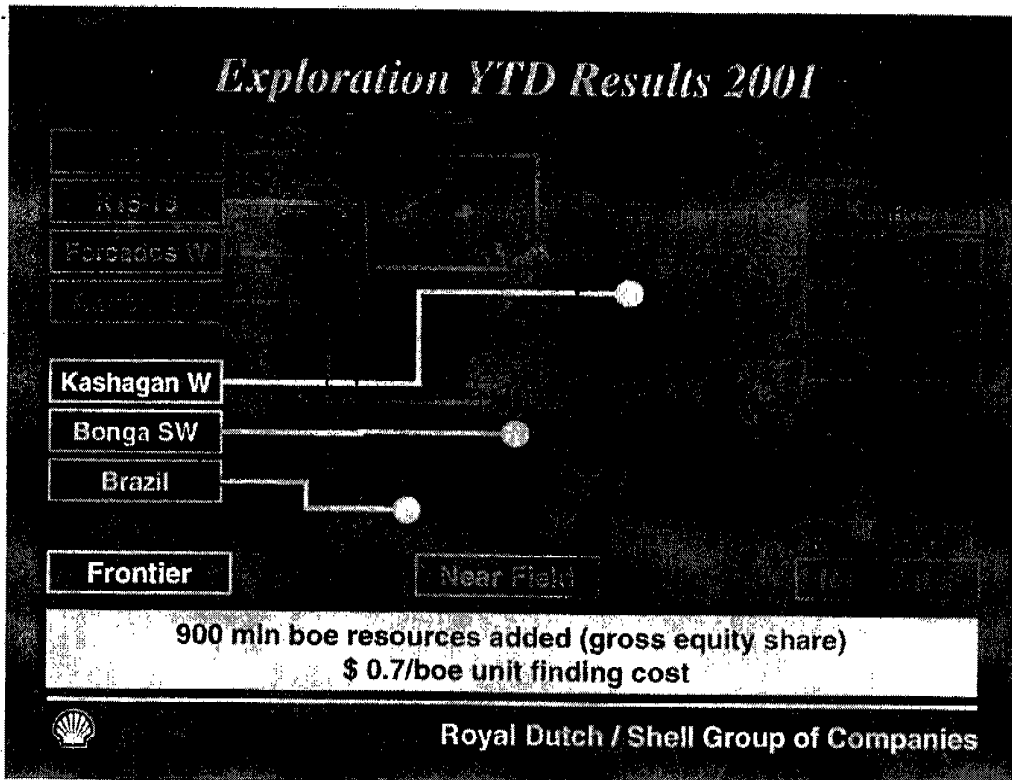 Exploration YTD Results 2001
Forcados W
Kashagan W
Bonga SW
Brazil
Frontier
Near Field
900 mln boe resources added (gross equity share)
$ 0.7/boe unit finding cost
Royal Dutch / Shell Group of Companies